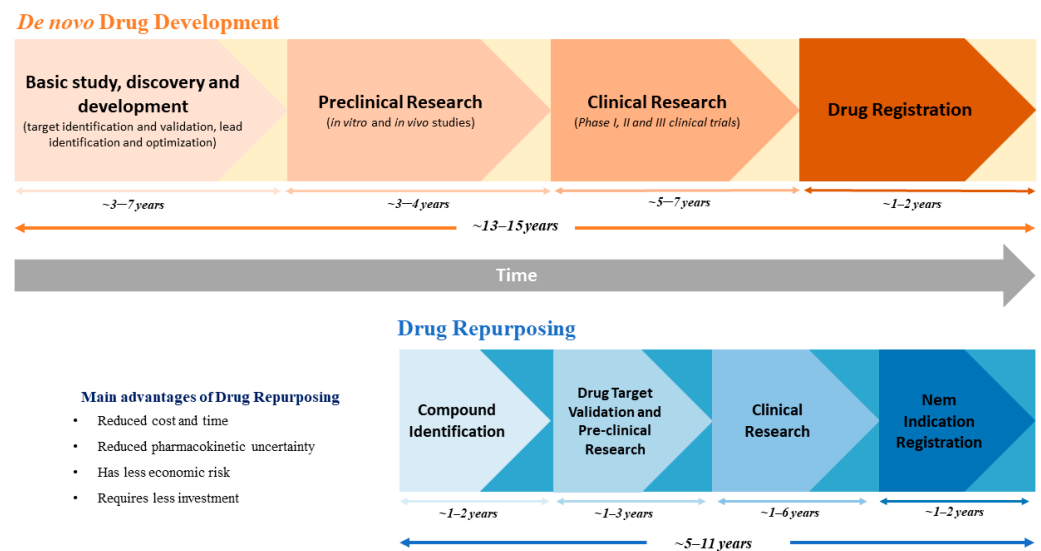 De novo Drug Development
Basic study, discovery and
development
(target identification and validation, lead
identification and optimization)
Preclinical Research
(in vitro and in vivo studies)
Clinical Research
(Phase I, II and III clinical trials)
Drug Registration
~3–7 years
~3–4 years
~5–7 years
~1–2 years
~13–15 years
Time
Drug Repurposing
Main advantages of Drug Repurposing
• Reduced cost and time
• Reduced pharmacokinetic uncertainty
• Has less economic risk
• Requires less investment
Compound
Identification
Drug Target
Validation and
Pre-clinical
Research
Clinical
Research
Nem
Indication
Registration
~1–2 years
~1–3 years
~1–6 years
~1–2 years
~5–11 years